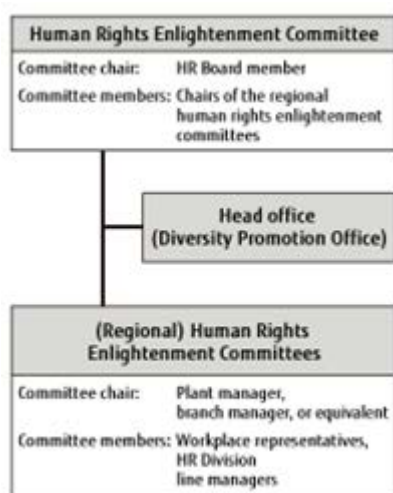 Human Rights Enlightenment Committee
Committee chair: HR Board member
Committee members: Chairs of the regional
human rights enlightenment
committees
Head office
(Diversity Promotion Office)
(Regional) Human Rights
Enlightenment Committees
Committee chair: Plant manager,
branch manager, or equivalent
Committee members: Workplace representatives,
HR Division
line managers